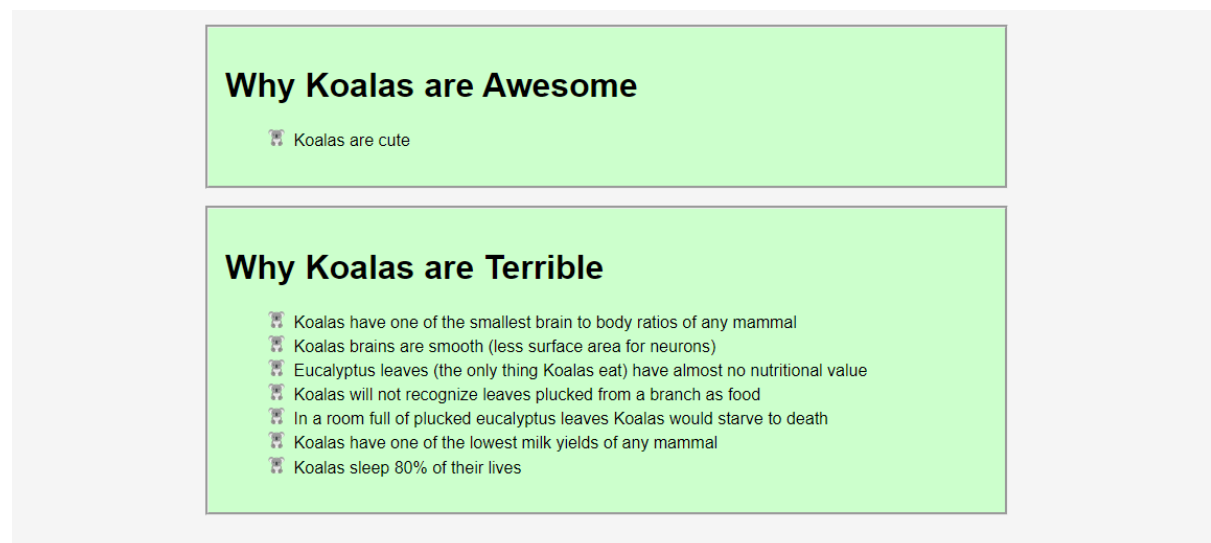 Why Koalas are Awesome
Koalas are cute
Why Koalas are Terrible
Koalas have one of the smallest brain to body ratios of any mammal
Koalas brains are smooth (less surface area for neurons)
Eucalyptus leaves (the only thing Koalas eat) have almost no nutritional value
Koalas will not recognize leaves plucked from a branch as food
In a room full of plucked eucalyptus leaves Koalas would starve to death
Koalas have one of the lowest milk yields of any mammal
Koalas sleep 80% of their lives